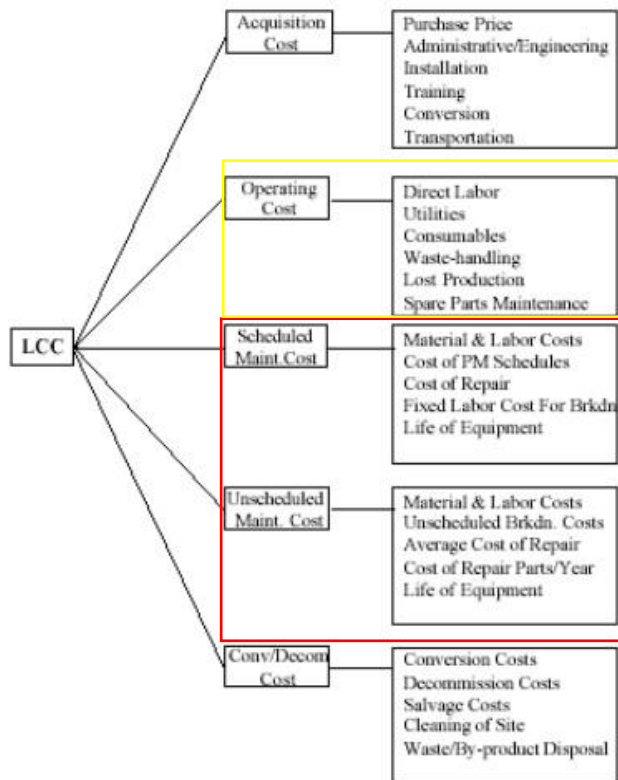 Acquisition
Cost
Purchase Price
Administrative/Engineering
Installation
Training
Conversion
Transportation
Operating
Cost
Direct Labor
Utilities
Consumables
Waste-handling
Lost Production
Spare Parts Maintenance
LCC
Scheduled
Maint.Cost
Material & Labor Costs
Cost of PM Schedules
Cost of Repair
Fixed Labor Cost For Brkdn
Life of Equipment
Unscheduled
Maint. Cost
Material & Labor Costs
Unscheduled Brkdn. Costs
Average Cost of Repair
Cost of Repair Parts/Year
Life of Equipment
Conv/Decom
Cost
Conversion Costs
Decommission Costs
Salvage Costs
Cleaning of Site
Waste/By-product Disposal